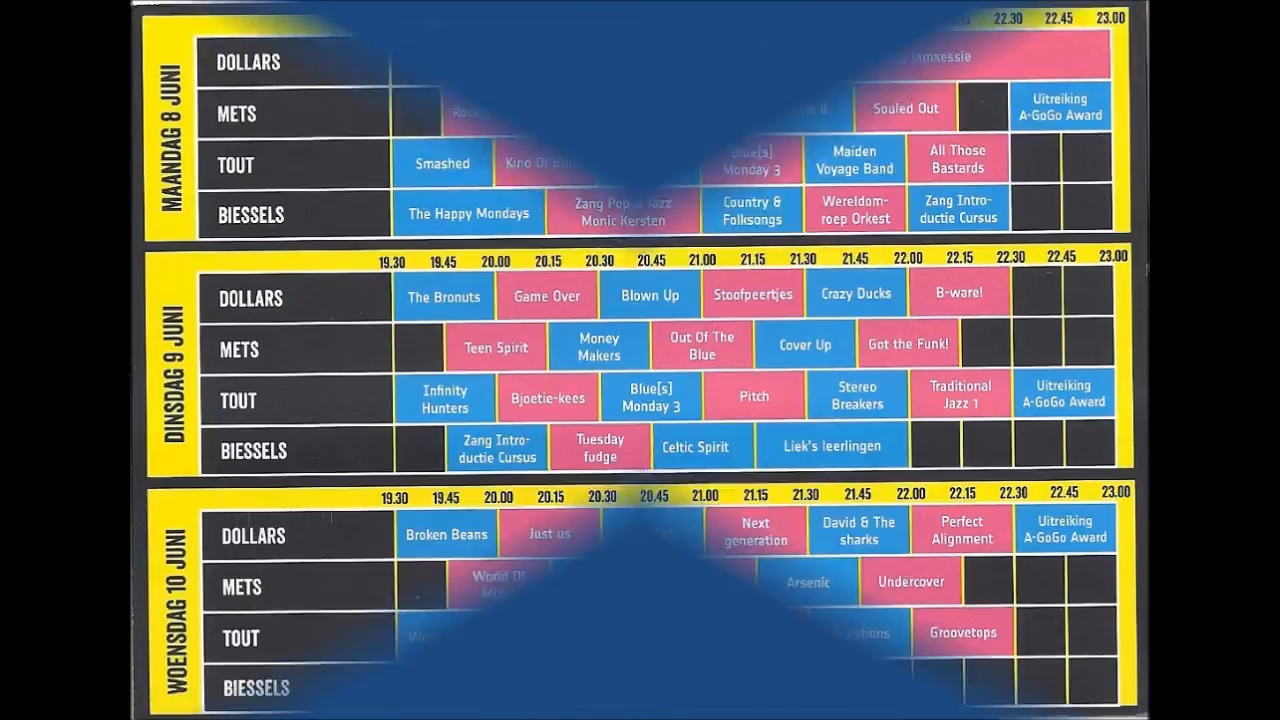 22.30 22.45 23.00
MAANDAG 8 JUNI
DOLLARS
Jamsessie
METS
Souled Out
Uitreiking
A-GoGo Award
TOUT
Smashed
Kind Of
Blue[s]
Monday 3
Maiden
Voyage Band
All Those
Bastards
BIESSELS
The Happy Mondays
Zang Pop & Jazz
Monic Kersten
Country &
Folksongs
Wereldom-
roep Orkest
Zang Intro-
ductie Cursus
DINSDAG 9 JUNI
19.30 19.45 20.00 20.15 20.30 20.45 21.00 21.15 21.30 21.45 22.00 22.15 22.30 22.45 23.00
DOLLARS
The Bronuts
Game Over
Blown Up
Stoofpeertjes
Crazy Ducks
B-ware!
METS
Teen Spirit
Money
Makers
Out Of The
Blue
Cover Up
Got the Funk!
TOUT
Infinity
Hunters
Bjoetie-kees
Blue[s]
Monday 3
Pitch
Stereo
Breakers
Traditional
Jazz 1
Uitreiking
A-GoGo Award
BIESSELS
Zang Intro-
ductie Cursus
Tuesday
fudge
Celtic Spirit
Liek's leerlingen
WOENSDAG 10 JUNI
19.30 19.45 20.00 20.15 20.30 20.45 21.00 21.15 21.30 21.45 22.00 22.15 22.30 22.45 23.00
DOLLARS
Broken Beans
Just us
Next
generation
David & The
sharks
Perfect
Alignment
Uitreiking
A-GoGo Award
METS
World Of
Arsenic
Undercover
TOUT
Groovetops
BIESSELS